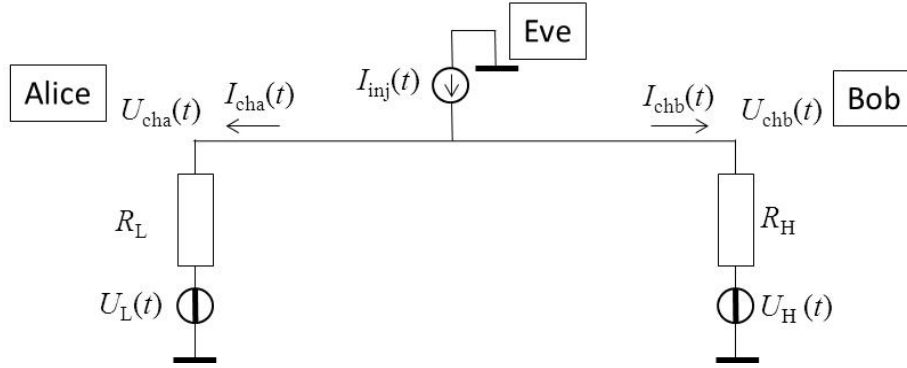 Eve
Alice
Bob
I_inj(t)
U_cha(t)
I_cha(t)
I_chb(t)
U_chb(t)
R_L
R_H
U_L(t)
U_H (t)